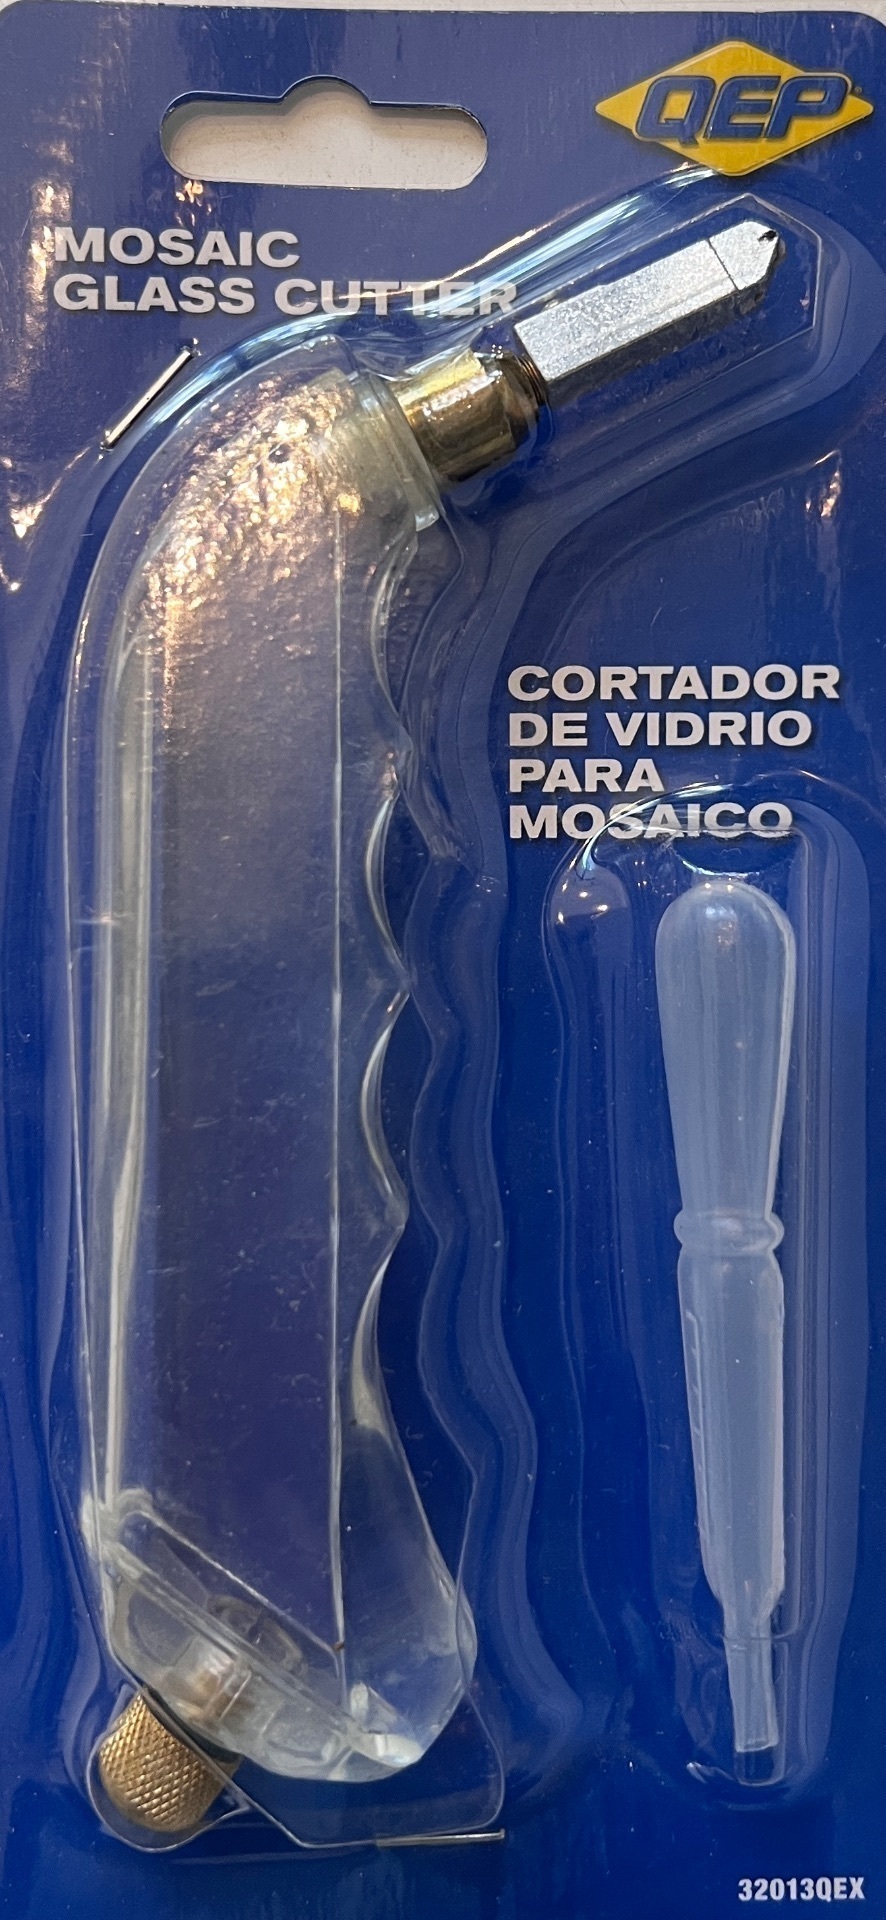 QEP
MOSAIC
GLASS CUTTER
CORTADOR
DE VIDRIO
PARA
MOSAICO
32013QEX